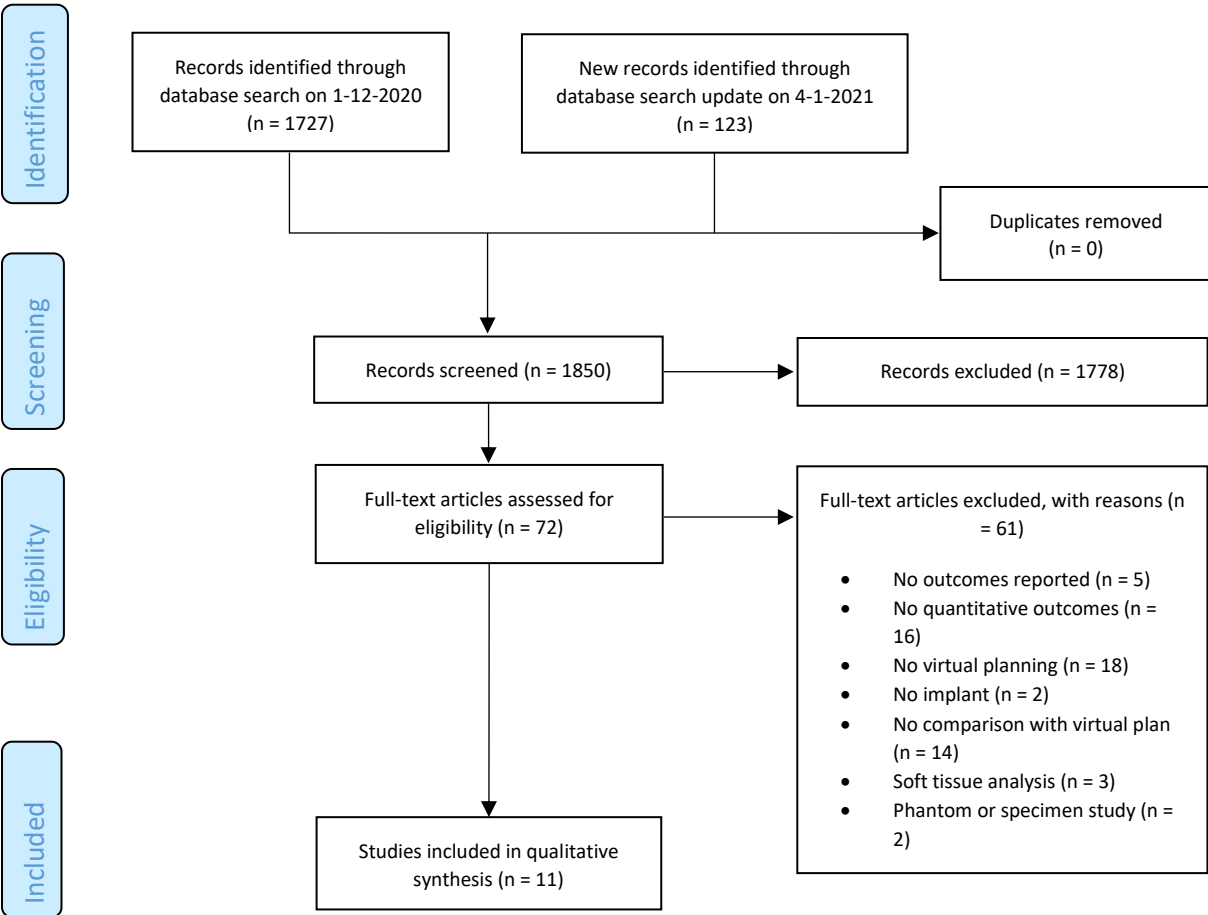 Identification
Records identified through
database search on 1-12-2020
(n = 1727)
New records identified through
database search update on 4-1-2021
(n = 123)
Duplicates removed
(n = 0)
Screening
Records screened (n = 1850)
Records excluded (n = 1778)
Eligibility
Full-text articles assessed for
eligibility (n = 72)
Full-text articles excluded, with reasons (n
= 61)
• No outcomes reported (n = 5)
• No quantitative outcomes (n =
16)
• No virtual planning (n = 18)
• No implant (n = 2)
• No comparison with virtual plan
(n = 14)
• Soft tissue analysis (n = 3)
• Phantom or specimen study (n =
2)
Included
Studies included in qualitative
synthesis (n = 11)